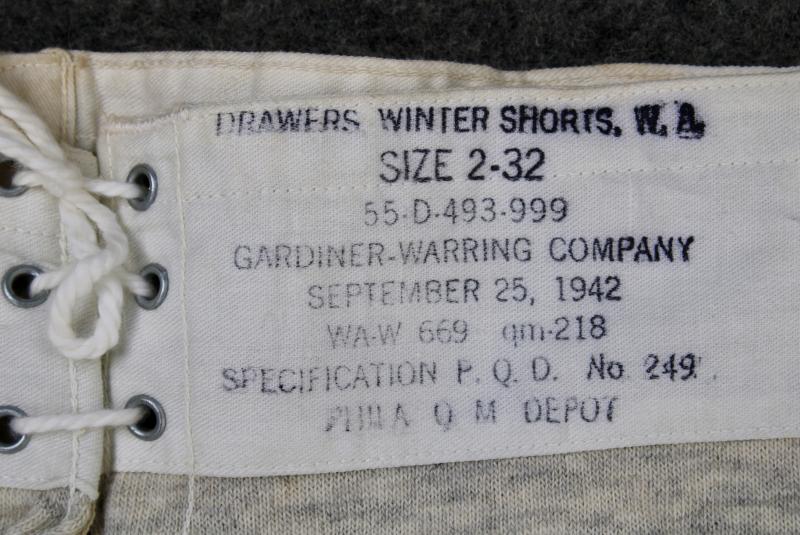 DRAWERS, WINTER SHORTS, W. A.
SIZE 2-32
55-D-493-999
GARDINER-WARRING COMPANY
SEPTEMBER 25, 1942
WA-W 669 qm-218
SPECIFICATION P. Q. D. No. 249
PHILA Q M DEPOT